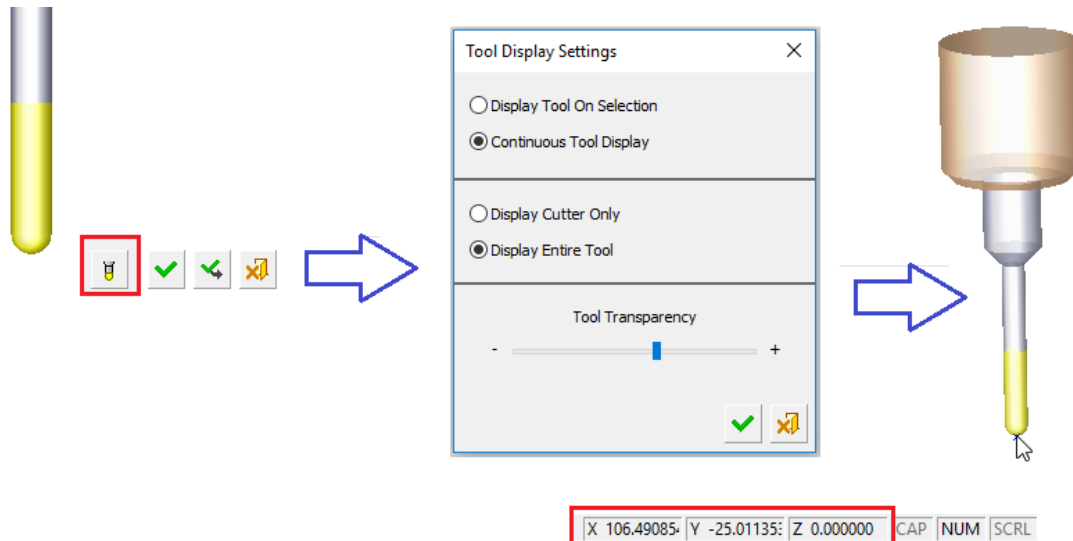 Tool Display Settings
Display Tool On Selection
Continuous Tool Display
Display Cutter Only
Display Entire Tool
Tool Transparency
- +
X 106.49085 Y -25.01135 Z 0.000000 CAP NUM SCRL